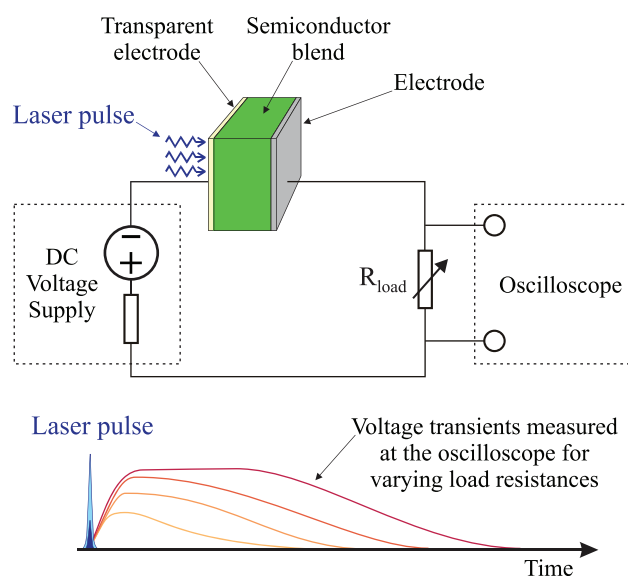 Transparent
electrode
Semiconductor
blend
Electrode
Laser pulse
−
+
DC
Voltage
Supply
R_load
Oscilloscope
Laser pulse
Voltage transients measured
at the oscilloscope for
varying load resistances
Time